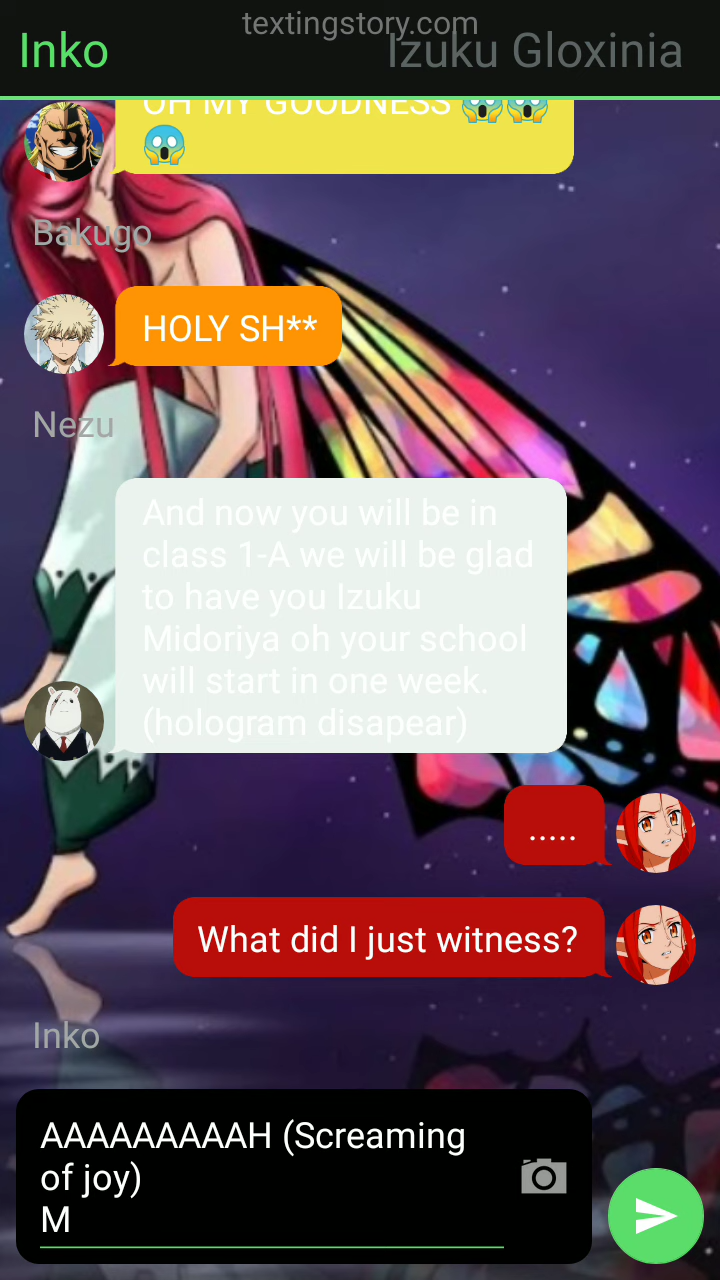 textingstory.com
Inko
Izuku Gloxinia
OH MY GOODNESS 😱😱
😱
Bakugo
HOLY SH**
Nezu
And now you will be in
class 1-A we will be glad
to have you Izuku
Midoriya oh your school
will start in one week.
(hologram disapear)
.....
What did I just witness?
Inko
AAAAAAAAAH (Screaming
of joy)
M